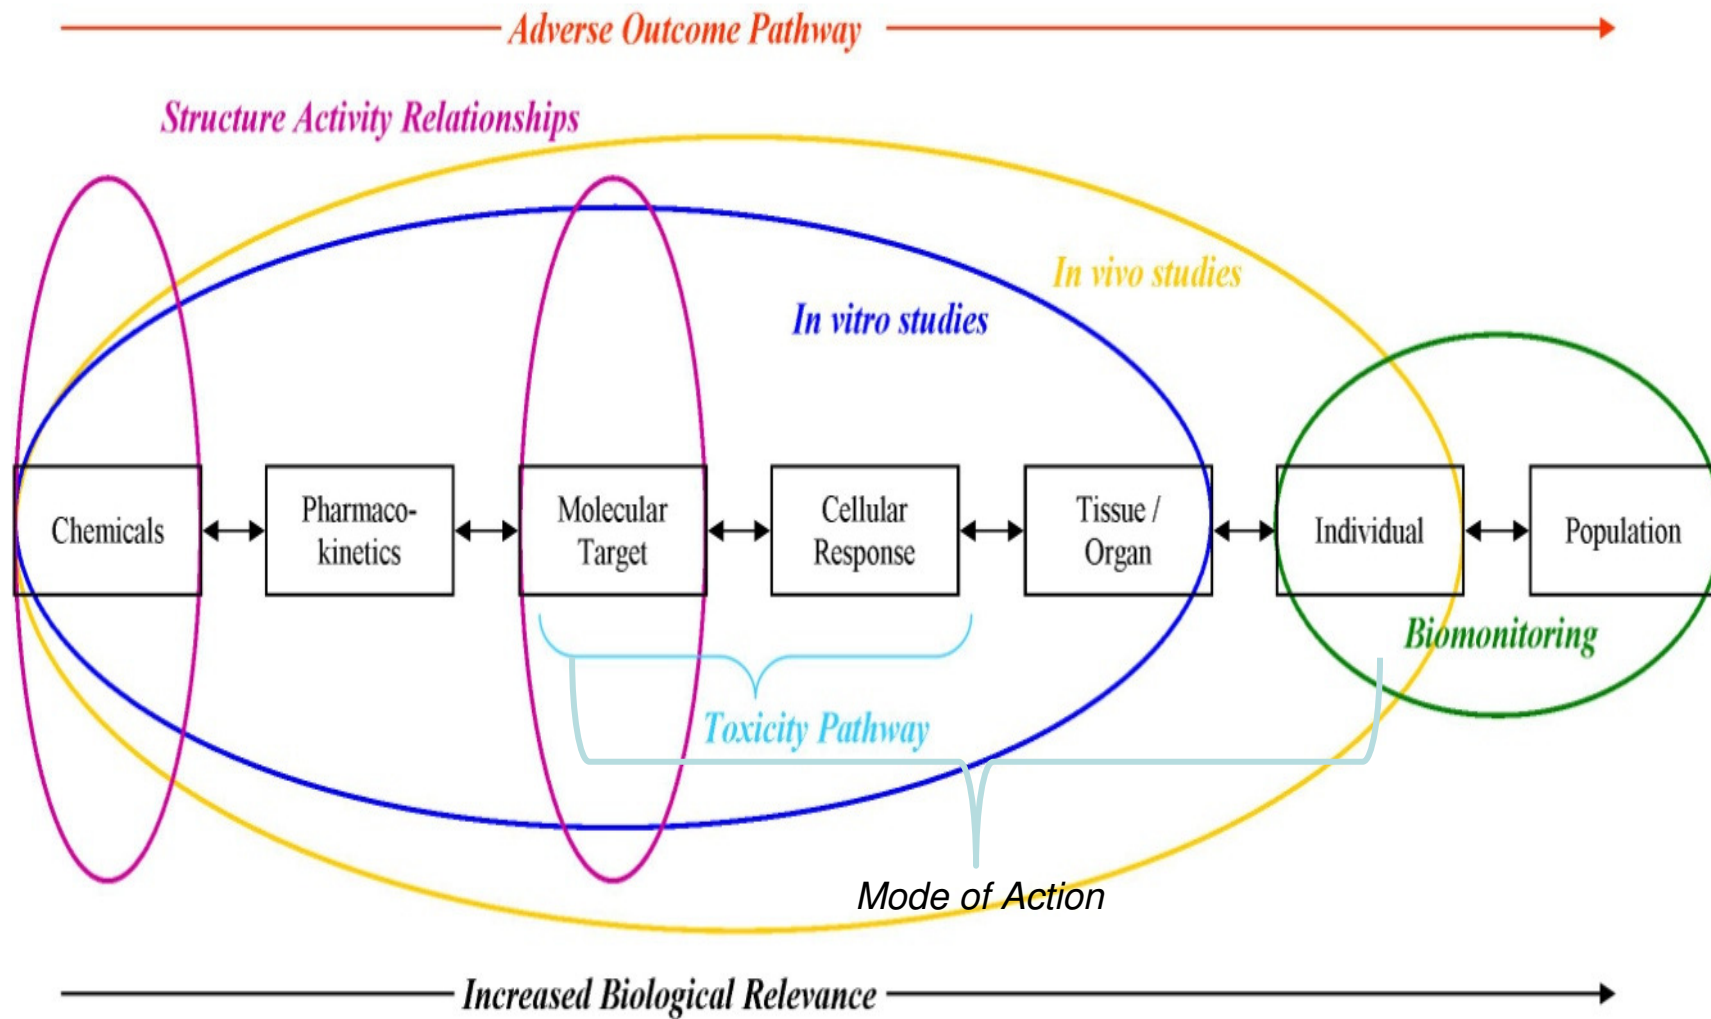 Adverse Outcome Pathway
Structure Activity Relationships
In vivo studies
In vitro studies
Chemicals
Pharmaco-
kinetics
Molecular
Target
Cellular
Response
Tissue /
Organ
Individual
Population
Biomonitoring
Toxicity Pathway
Mode of Action
Increased Biological Relevance